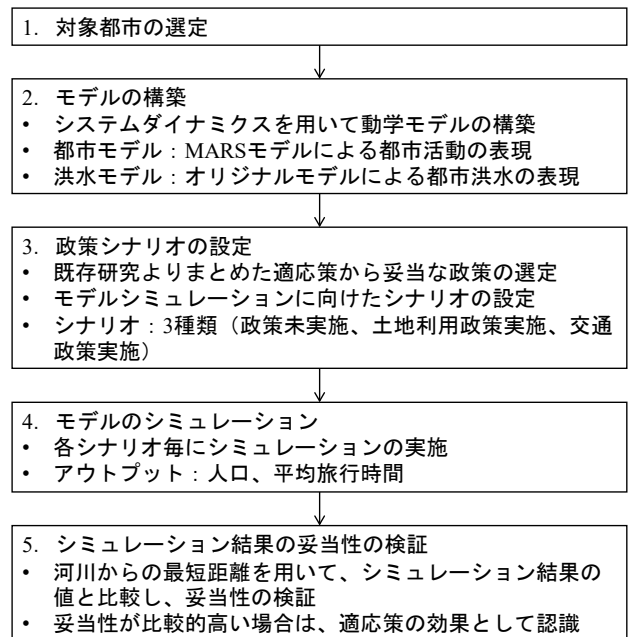 1. 対象都市の選定
2. モデルの構築
• システムダイナミクスを用いて動学モデルの構築
• 都市モデル：MARSモデルによる都市活動の表現
• 洪水モデル：オリジナルモデルによる都市洪水の表現
3. 政策シナリオの設定
• 既存研究よりまとめた適応策から妥当な政策の選定
• モデルシミュレーションに向けたシナリオの設定
• シナリオ：3種類（政策未実施、土地利用政策実施、交通
政策実施）
4. モデルのシミュレーション
• 各シナリオ毎にシミュレーションの実施
• アウトプット：人口、平均旅行時間
5. シミュレーション結果の妥当性の検証
• 河川からの最短距離を用いて、シミュレーション結果の
値と比較し、妥当性の検証
• 妥当性が比較的高い場合は、適応策の効果として認識